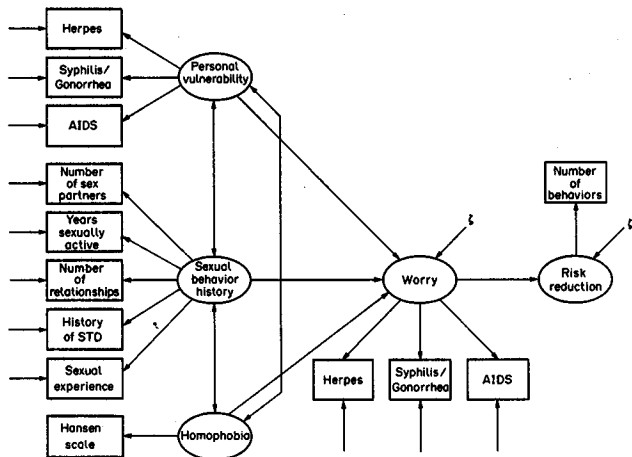 Herpes
Syphilis/
Gonorrhea
AIDS
Personal
vulnerability
Number
of sex
partners
Years
sexually
active
Number
of
relationships
History
of STD
Sexual
experience
Hansen
scale
Sexual
behavior
history
Homophobia
Worry
ζ
Herpes
Syphilis/
Gonorrhea
AIDS
Number
of
behaviors
ζ
Risk
reduction